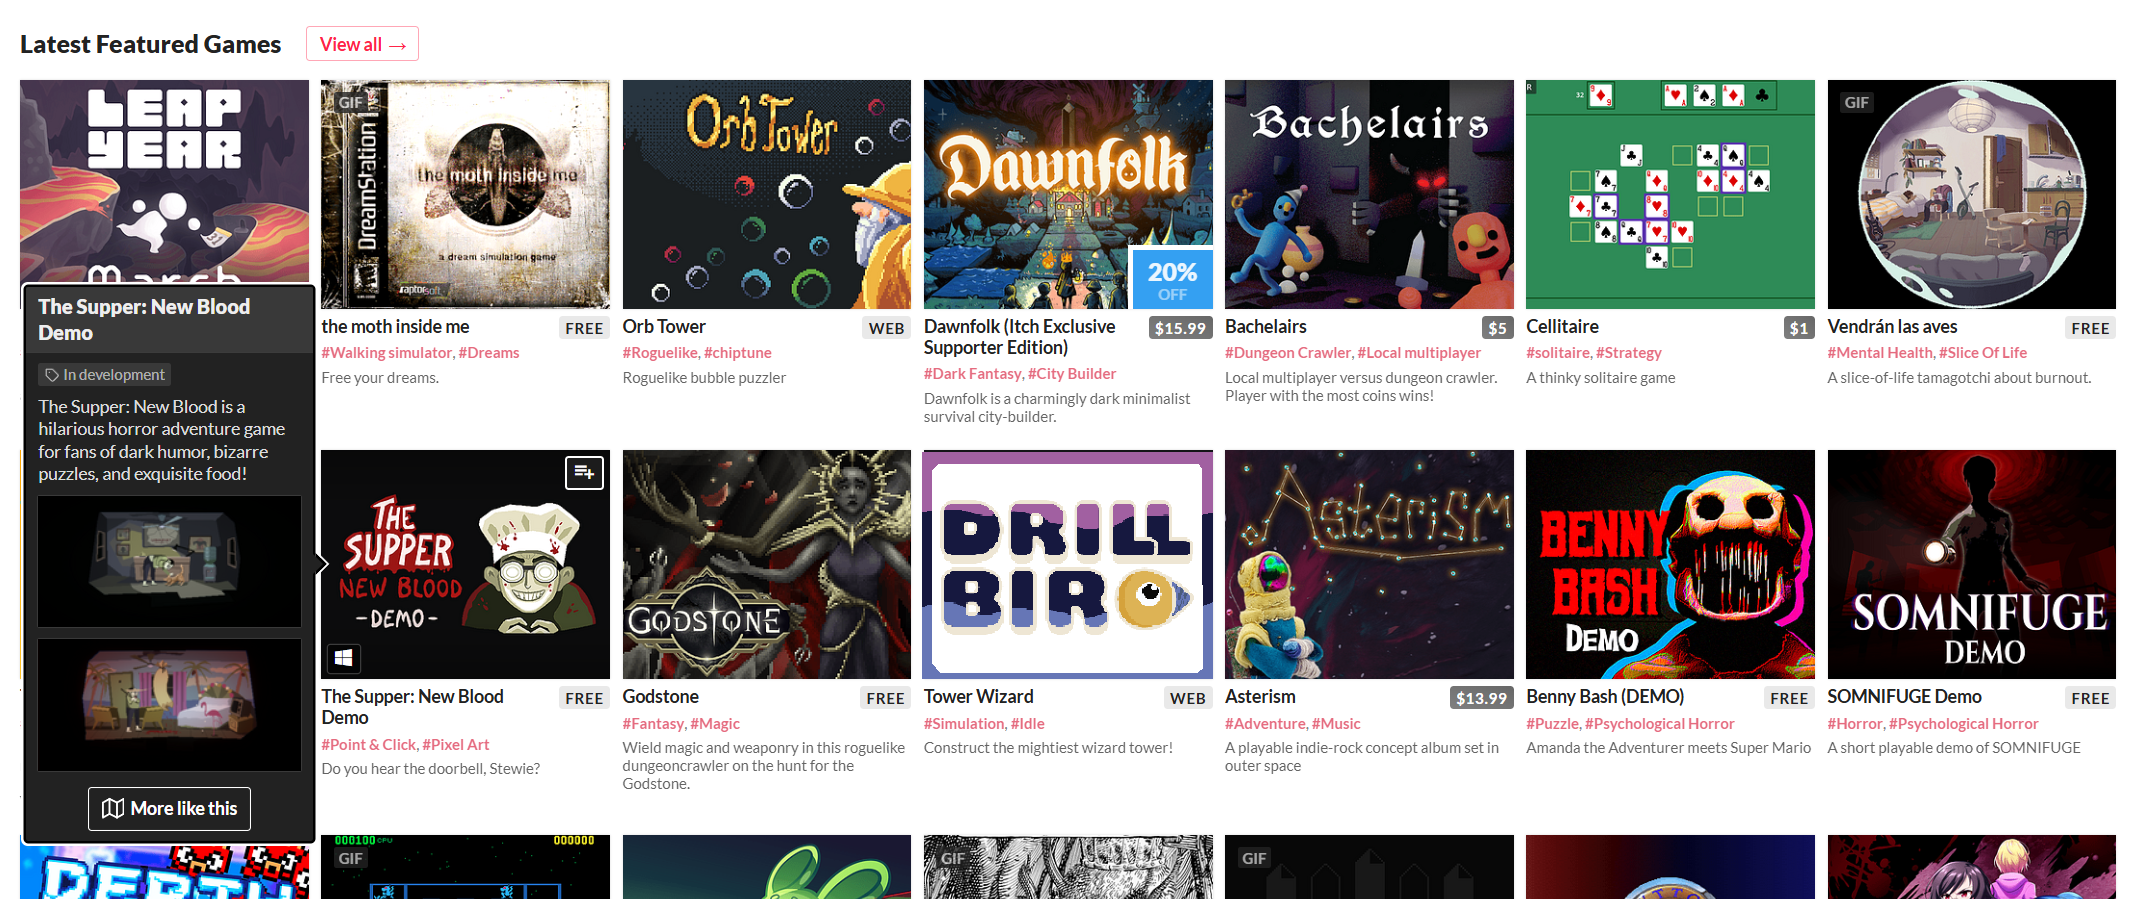 Latest Featured Games
View all →
LEAP
YEAR
March
GIF
DreamStation
the moth inside me
a dream simulation game
raptorsoft
the moth inside me
FREE
#Walking simulator, #Dreams
Free your dreams.
Orb Tower
Orb Tower
WEB
#Roguelike, #chiptune
Roguelike bubble puzzler
Dawnfolk
20%
OFF
Dawnfolk (Itch Exclusive
Supporter Edition)
$15.99
#Dark Fantasy, #City Builder
Dawnfolk is a charmingly dark minimalist
survival city-builder.
Bachelairs
Bachelairs
$5
#Dungeon Crawler, #Local multiplayer
Local multiplayer versus dungeon crawler.
Player with the most coins wins!
R
32
Cellitaire
$1
#solitaire, #Strategy
A thinky solitaire game
GIF
Vendrán las aves
FREE
#Mental Health, #Slice Of Life
A slice-of-life tamagotchi about burnout.
The Supper: New Blood
Demo
In development
The Supper: New Blood is a
hilarious horror adventure game
for fans of dark humor, bizarre
puzzles, and exquisite food!
More like this
THE
SUPPER
NEW BLOOD
-DEMO-
The Supper: New Blood
Demo
FREE
#Point & Click, #Pixel Art
Do you hear the doorbell, Stewie?
GODSTONE
Godstone
FREE
#Fantasy, #Magic
Wield magic and weaponry in this roguelike
dungeoncrawler on the hunt for the
Godstone.
DRILL
BIRD
Tower Wizard
WEB
#Simulation, #Idle
Construct the mightiest wizard tower!
Asterism
Asterism
$13.99
#Adventure, #Music
A playable indie-rock concept album set in
outer space
BENNY
BASH
DEMO
Benny Bash (DEMO)
FREE
#Puzzle, #Psychological Horror
Amanda the Adventurer meets Super Mario
SOMNIFUGE
DEMO
SOMNIFUGE Demo
FREE
#Horror, #Psychological Horror
A short playable demo of SOMNIFUGE
DEPTH
000100 CPU
000000
GIF
GIF
GIF